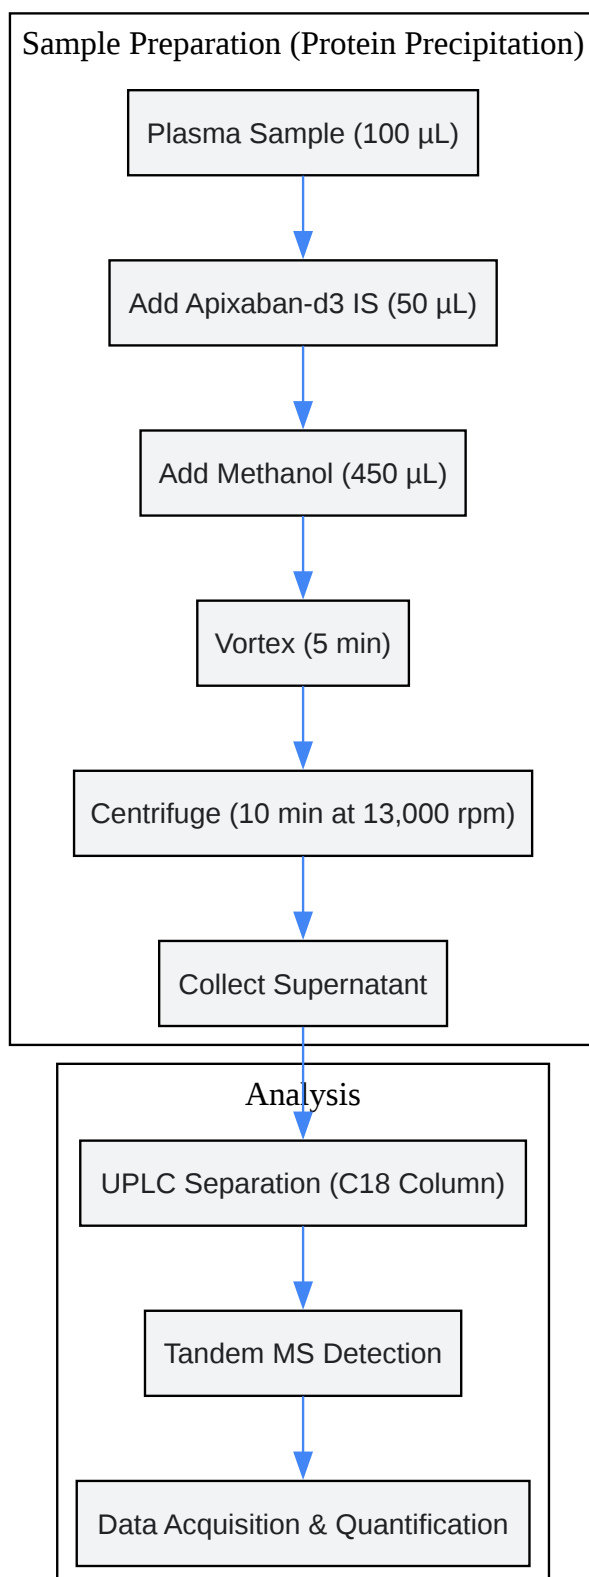 Sample Preparation (Protein Precipitation)
Plasma Sample (100 µL)
Add Apixaban-d3 IS (50 µL)
Add Methanol (450 µL)
Vortex (5 min)
Centrifuge (10 min at 13,000 rpm)
Collect Supernatant
Analysis
UPLC Separation (C18 Column)
Tandem MS Detection
Data Acquisition & Quantification